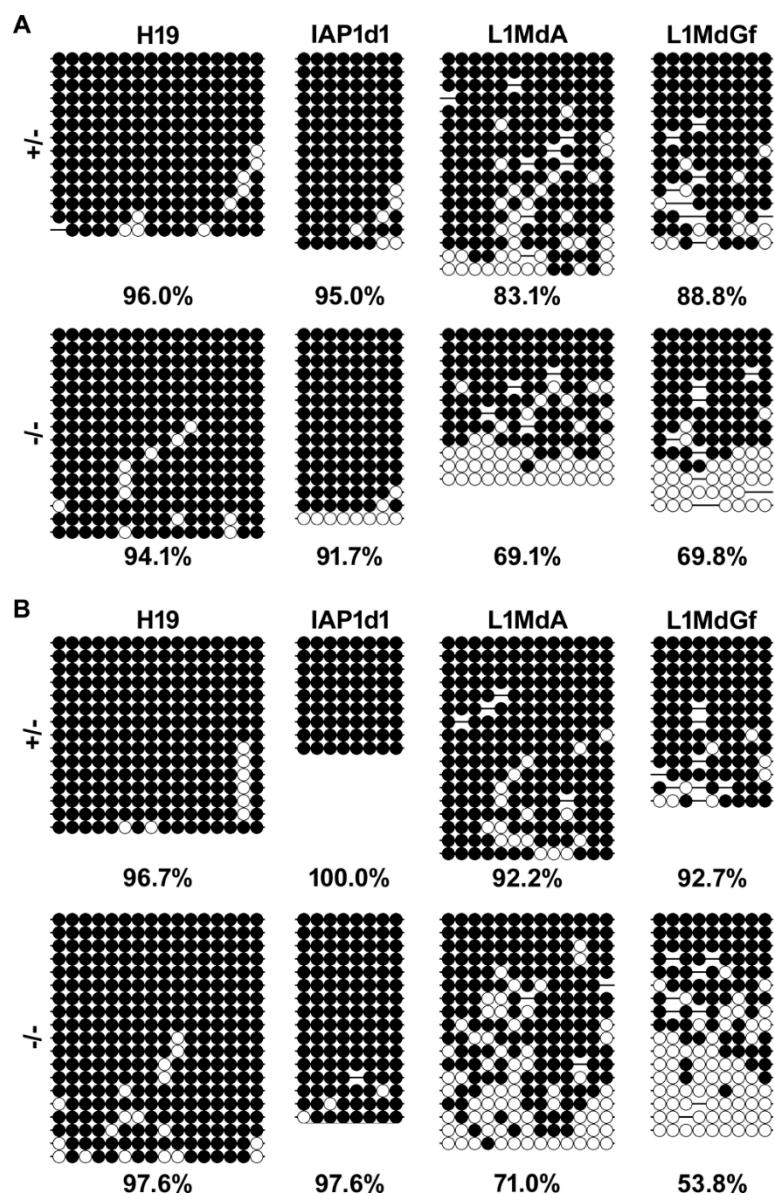 A
H19 IAP1d1 L1MdA L1MdGf
+/-
96.0% 95.0% 83.1% 88.8%
-/-
94.1% 91.7% 69.1% 69.8%
B
H19 IAP1d1 L1MdA L1MdGf
+/-
96.7% 100.0% 92.2% 92.7%
-/-
97.6% 97.6% 71.0% 53.8%